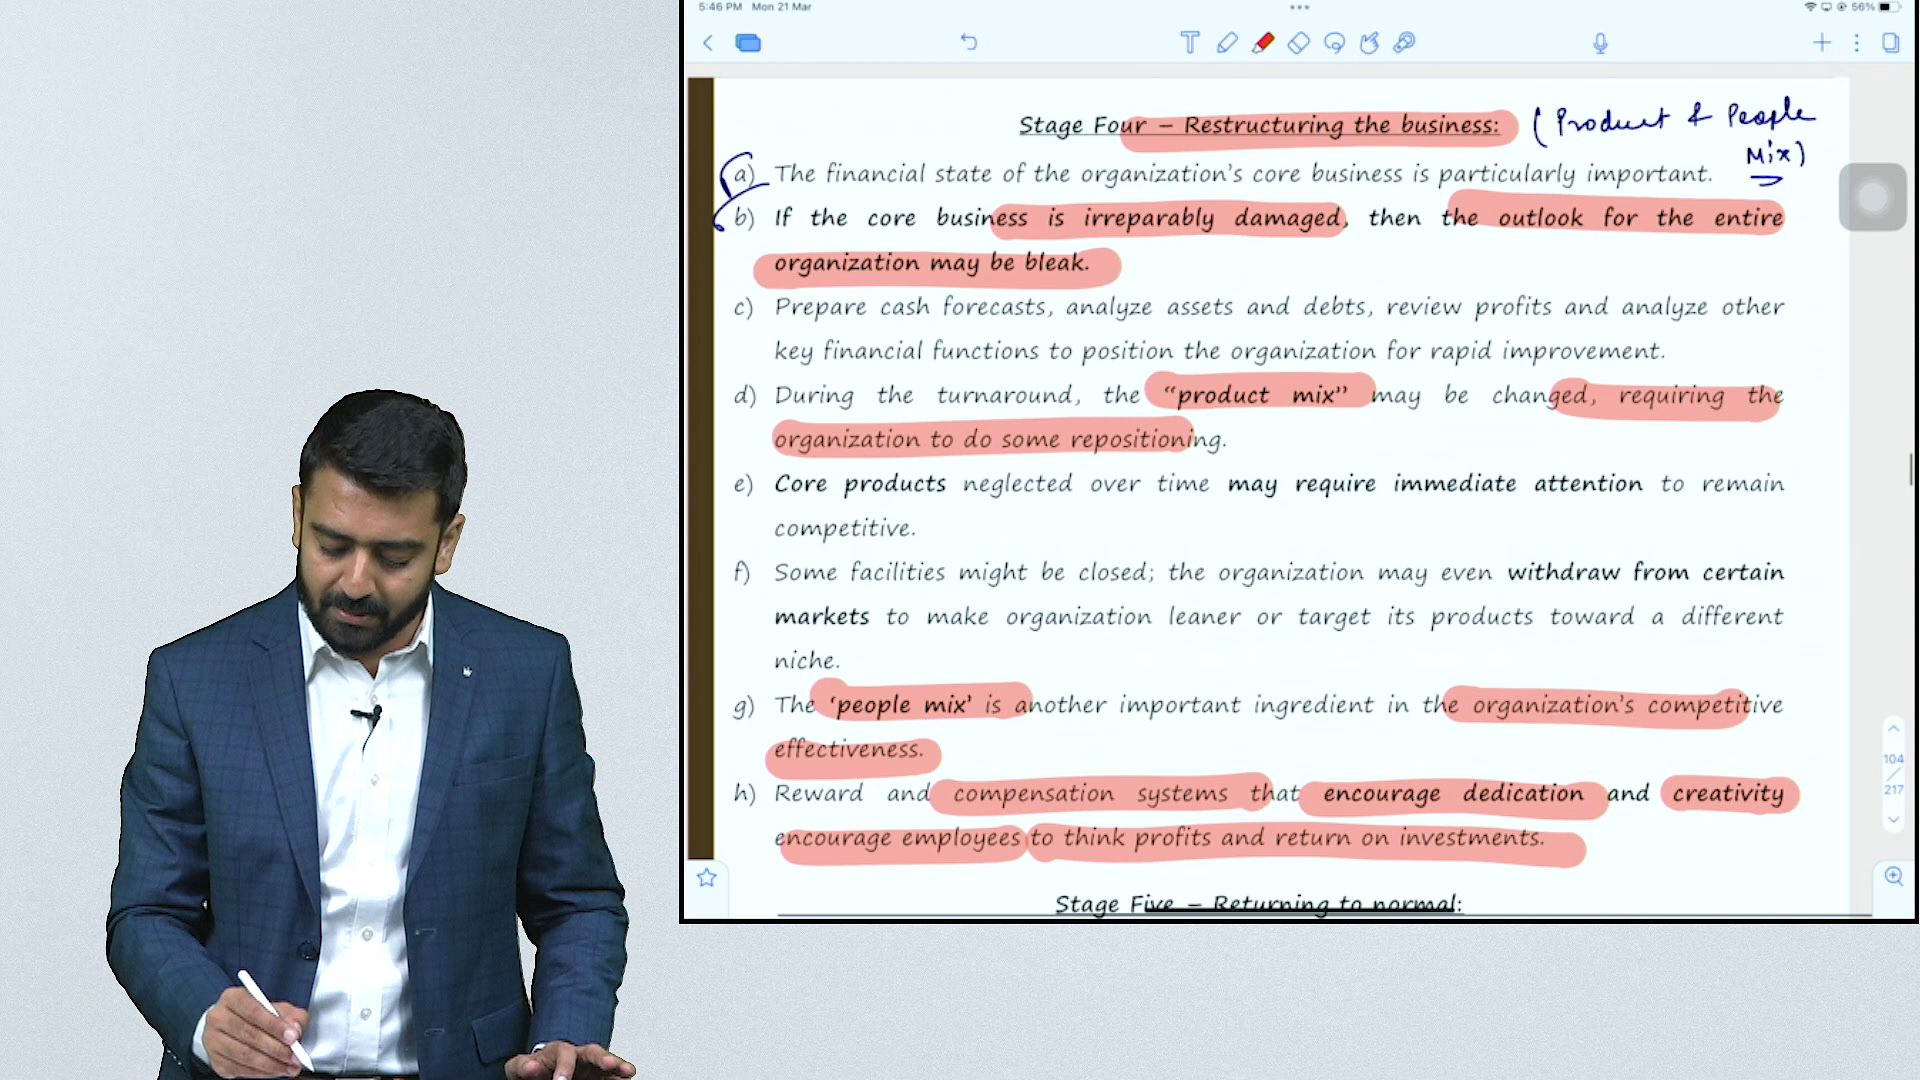 5:46 PM Mon 21 Mar
56%
Stage Four – Restructuring the business:
(Product & People
Mix)
a) The financial state of the organization's core business is particularly important.
b) If the core business is irreparably damaged, then the outlook for the entire
organization may be bleak.
c) Prepare cash forecasts, analyze assets and debts, review profits and analyze other
key financial functions to position the organization for rapid improvement.
d) During the turnaround, the “product mix” may be changed, requiring the
organization to do some repositioning.
e) Core products neglected over time may require immediate attention to remain
competitive.
f) Some facilities might be closed; the organization may even withdraw from certain
markets to make organization leaner or target its products toward a different
niche.
g) The ‘people mix’ is another important ingredient in the organization's competitive
effectiveness.
h) Reward and compensation systems that encourage dedication and creativity
encourage employees to think profits and return on investments.
Stage Five – Returning to normal:
104
/
217